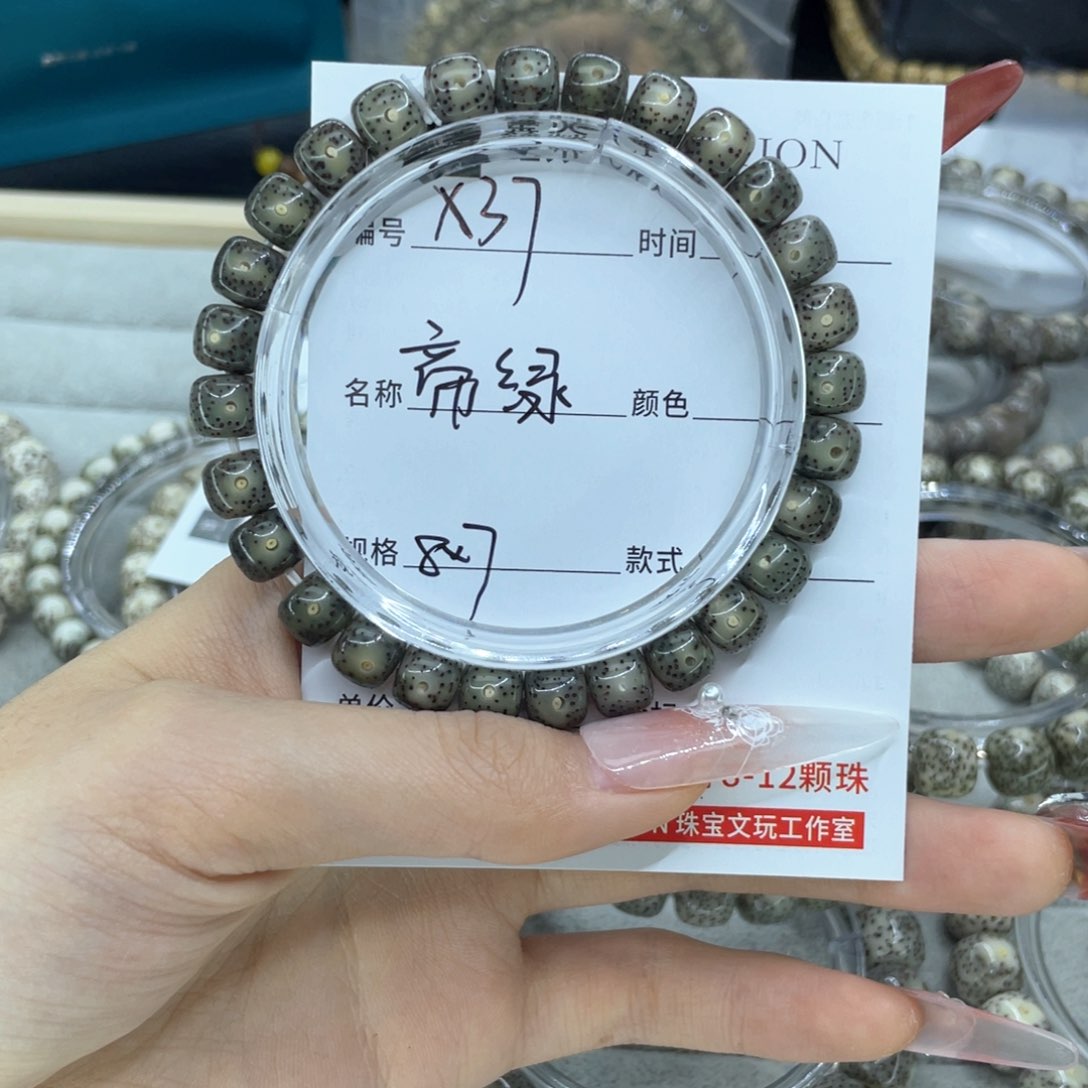 ION
编号 X37 时间
名称 帝绿 颜色
规格 8×7 款式
单价
8-12颗珠
N 珠宝文玩工作室